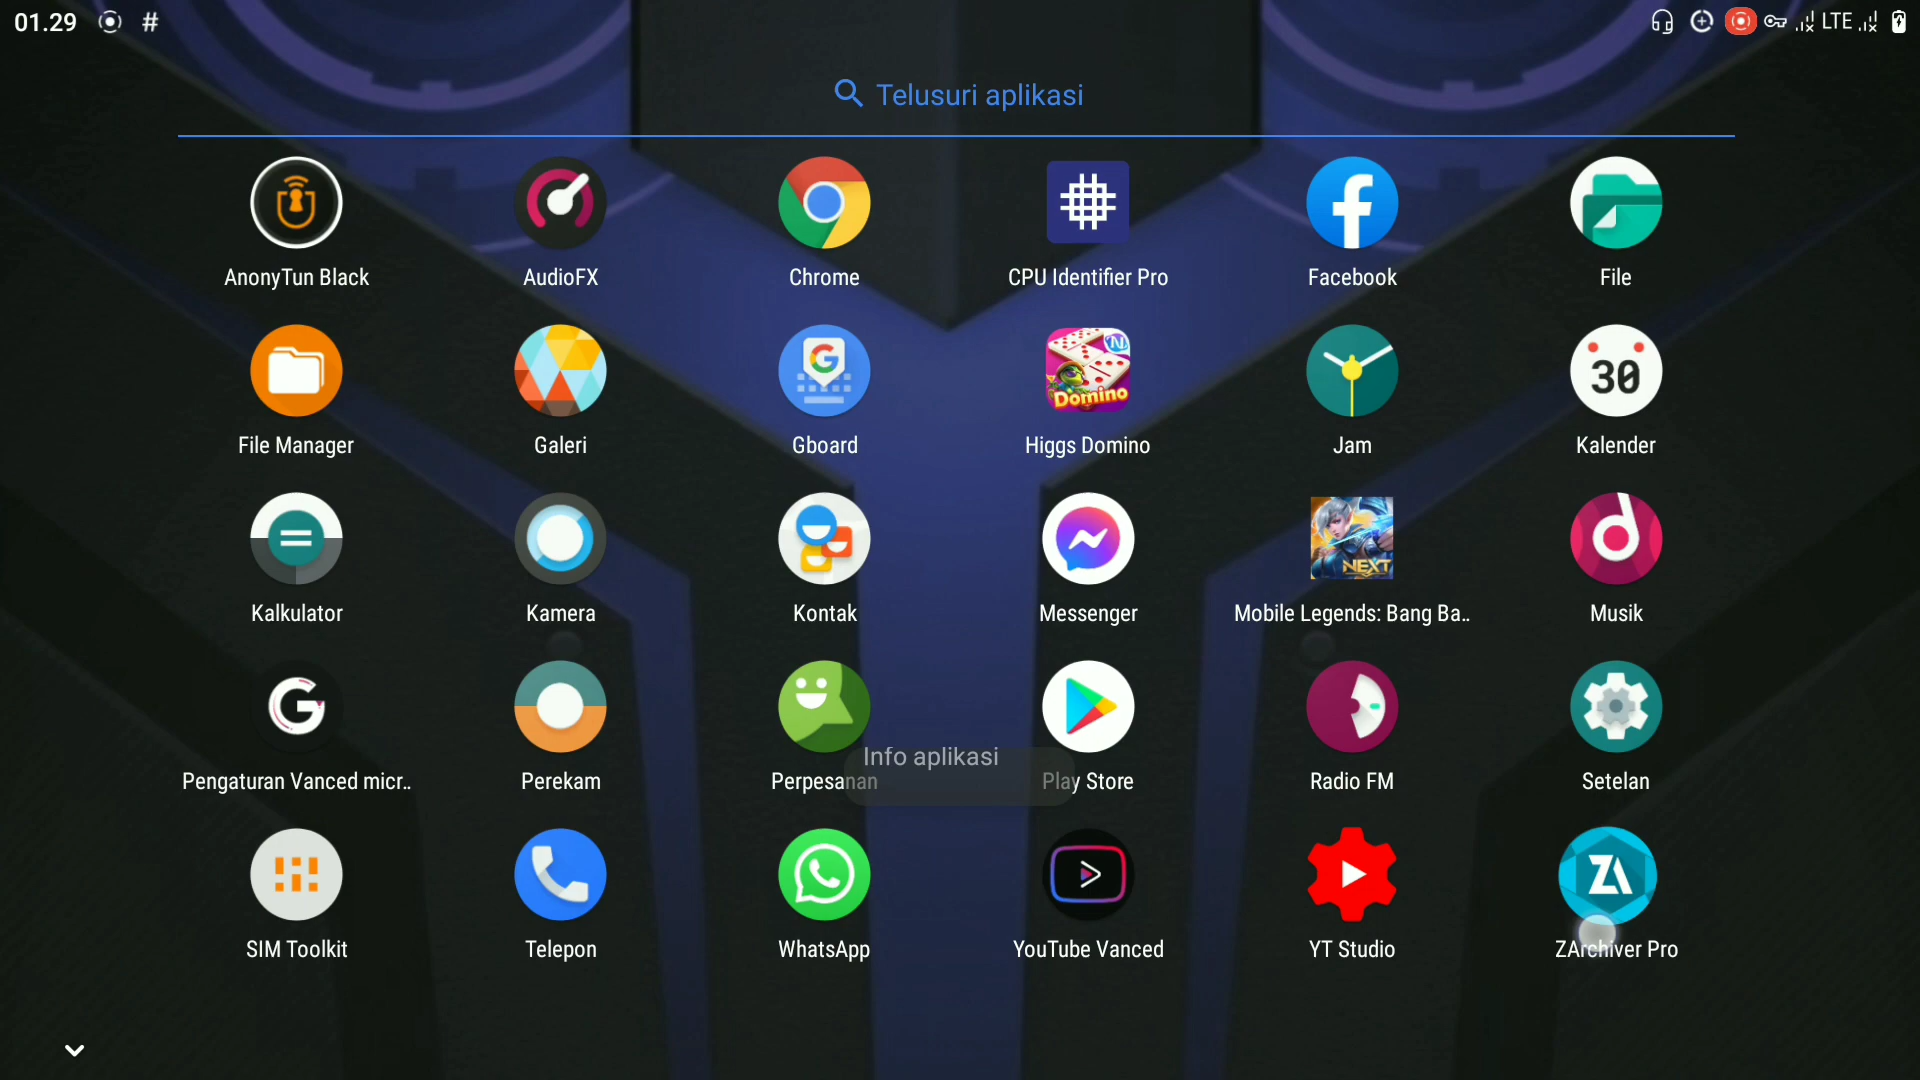 01.29 #
LTE
Telusuri aplikasi
AnonyTun Black
AudioFX
Chrome
CPU Identifier Pro
Facebook
File
File Manager
Galeri
Gboard
Domino
Higgs Domino
Jam
30
Kalender
Kalkulator
Kamera
Kontak
Messenger
NEXT
Mobile Legends: Bang Ba..
Musik
Pengaturan Vanced micr..
Perekam
Perpesanan
Info aplikasi
Play Store
Radio FM
Setelan
SIM Toolkit
Telepon
WhatsApp
YouTube Vanced
YT Studio
ZA
ZArchiver Pro